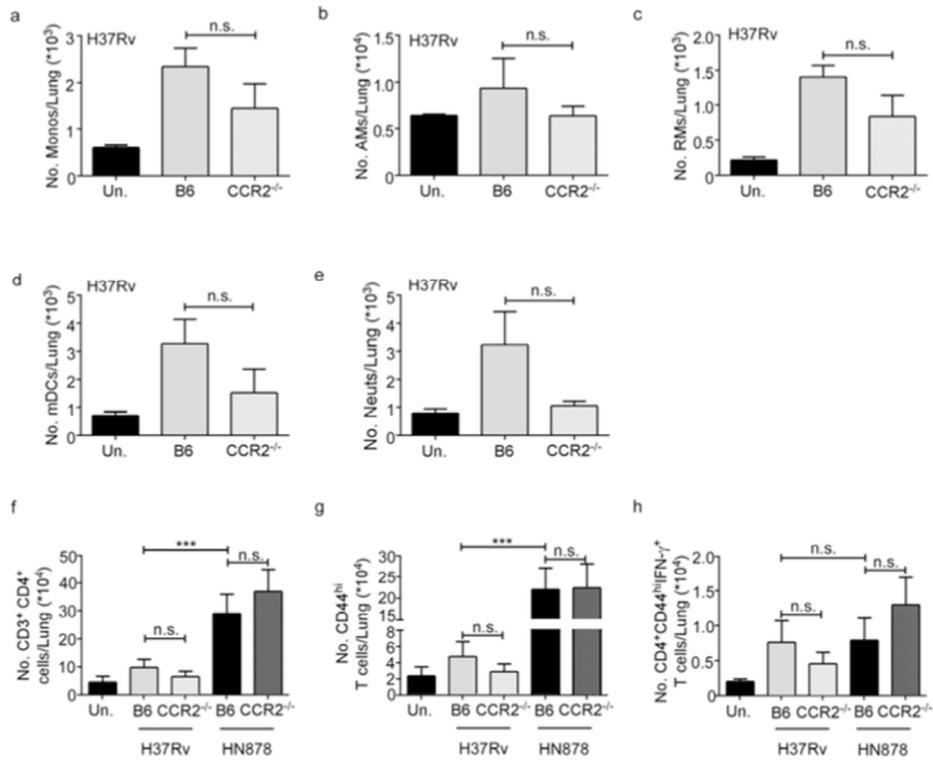 a
H37Rv
n.s.
No. Monos/Lung (*10³)
3
2
1
0
Un. B6 CCR2⁻/⁻
b
H37Rv
n.s.
No. AMs/Lung (*10⁴)
1.5
1.0
0.5
0
Un. B6 CCR2⁻/⁻
c
H37Rv
n.s.
No. RMs/Lung (*10³)
2.0
1.5
1.0
0.5
0
Un. B6 CCR2⁻/⁻
d
H37Rv
n.s.
No. mDCs/Lung (*10³)
5
4
3
2
1
0
Un. B6 CCR2⁻/⁻
e
H37Rv
n.s.
No. Neuts/Lung (*10³)
5
4
3
2
1
0
Un. B6 CCR2⁻/⁻
f
***
n.s.
n.s.
No. CD3⁺ CD4⁺
cells/Lung (*10⁴)
50
40
30
20
10
0
Un. B6 CCR2⁻/⁻ B6 CCR2⁻/⁻
H37Rv HN878
g
***
n.s.
n.s.
No. CD44ʰⁱ
T cells/Lung (*10⁴)
30
25
20
15
8
6
4
2
0
Un. B6 CCR2⁻/⁻ B6 CCR2⁻/⁻
H37Rv HN878
h
n.s.
n.s.
n.s.
No. CD4⁺CD44ʰⁱIFN-γ⁺
T cells/Lung (*10⁴)
2.0
1.5
1.0
0.5
0
Un. B6 CCR2⁻/⁻ B6 CCR2⁻/⁻
H37Rv HN878